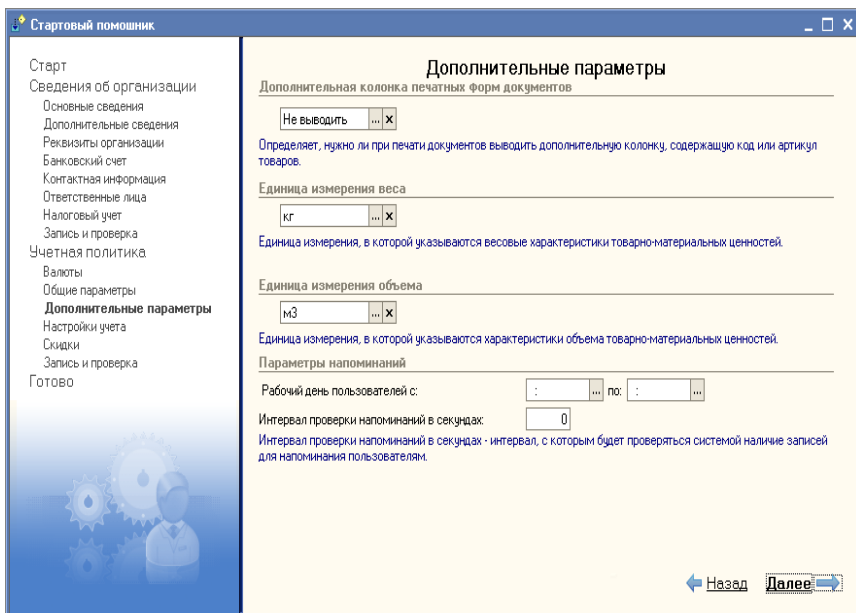 Стартовый помошник
Старт
Сведения об организации
Основные сведения
Дополнительные сведения
Реквизиты организации
Банковский счет
Контактная информация
Ответственные лица
Налоговый учет
Запись и проверка
Учетная политика
Валюты
Общие параметры
Дополнительные параметры
Настройки учета
Скидки
Запись и проверка
Готово
Дополнительные параметры
Дополнительная колонка печатных форм документов
Не выводить ... x
Определяет, нужно ли при печати документов выводить дополнительную колонку, содержащую код или артикул
товаров.
Единица измерения веса
кг ... x
Единица измерения, в которой указываются весовые характеристики товарно-материальных ценностей.
Единица измерения объема
м3 ... x
Единица измерения, в которой указываются характеристики объема товарно-материальных ценностей.
Параметры напоминаний
Рабочий день пользователей с: : ... по: : ...
Интервал проверки напоминаний в секундах: 0
Интервал проверки напоминаний в секундах - интервал, с которым будет проверяться системой наличие записей
для напоминания пользователям.
Назад Далее